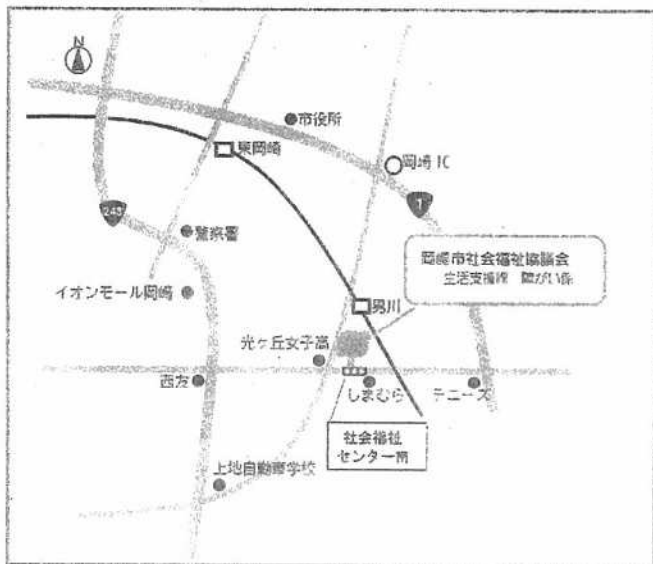 N
市役所
東岡崎
岡崎 IC
1
248
警察署
岡崎市社会福祉協議会
生活支援課 障がい係
イオンモール岡崎
男川
光ヶ丘女子高
西友
しまむら
デニーズ
社会福祉
センター南
上地自動車学校